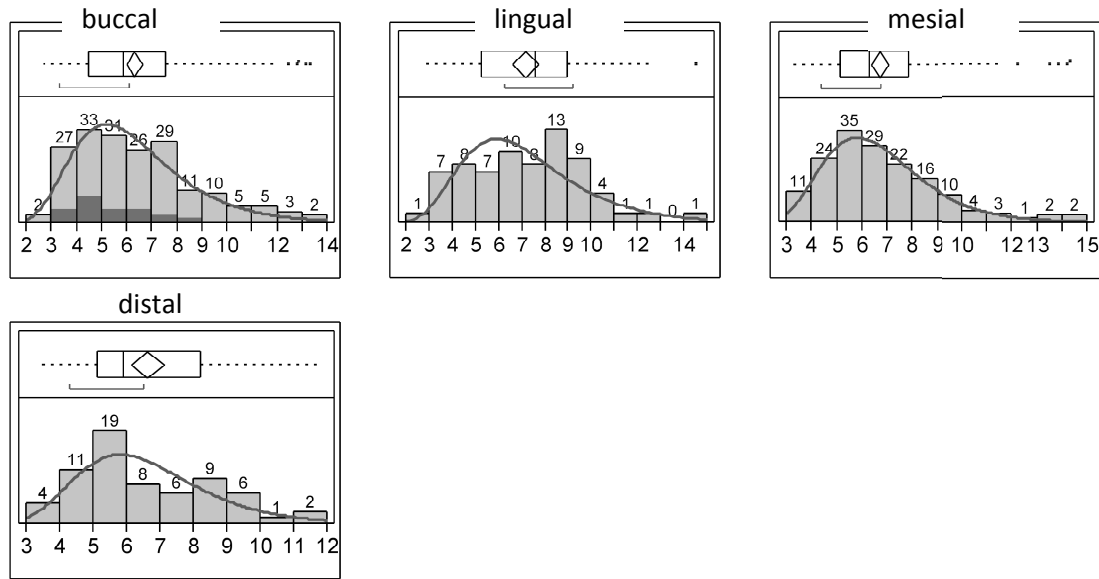 buccal
2 27 33 31 26 29 11 10 5 5 3 2
2 3 4 5 6 7 8 9 10 12 14
lingual
1 7 8 7 10 8 13 9 4 1 1 0 1
2 3 4 5 6 7 8 9 10 12 14
mesial
11 24 35 29 22 16 10 4 3 1 2 2
3 4 5 6 7 8 9 10 12 13 15
distal
4 11 19 8 6 9 6 1 2
3 4 5 6 7 8 9 10 11 12